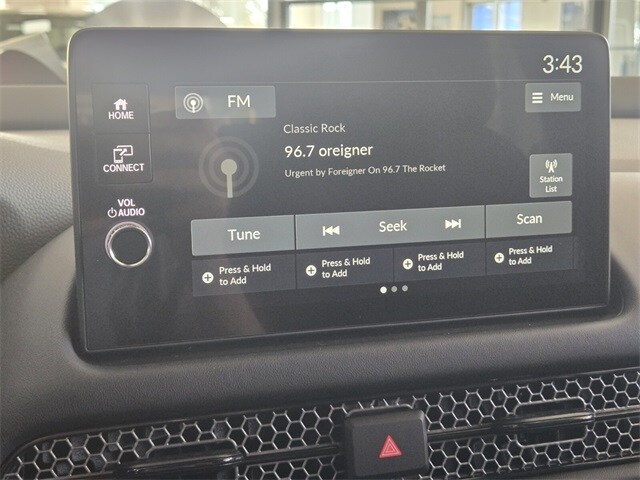 3:43
HOME
FM
Menu
Classic Rock
96.7 oreigner
Urgent by Foreigner On 96.7 The Rocket
CONNECT
Station
List
VOL
AUDIO
Tune
Seek
Scan
Press & Hold
to Add
Press & Hold
to Add
Press & Hold
to Add
Press & Hold
to Add